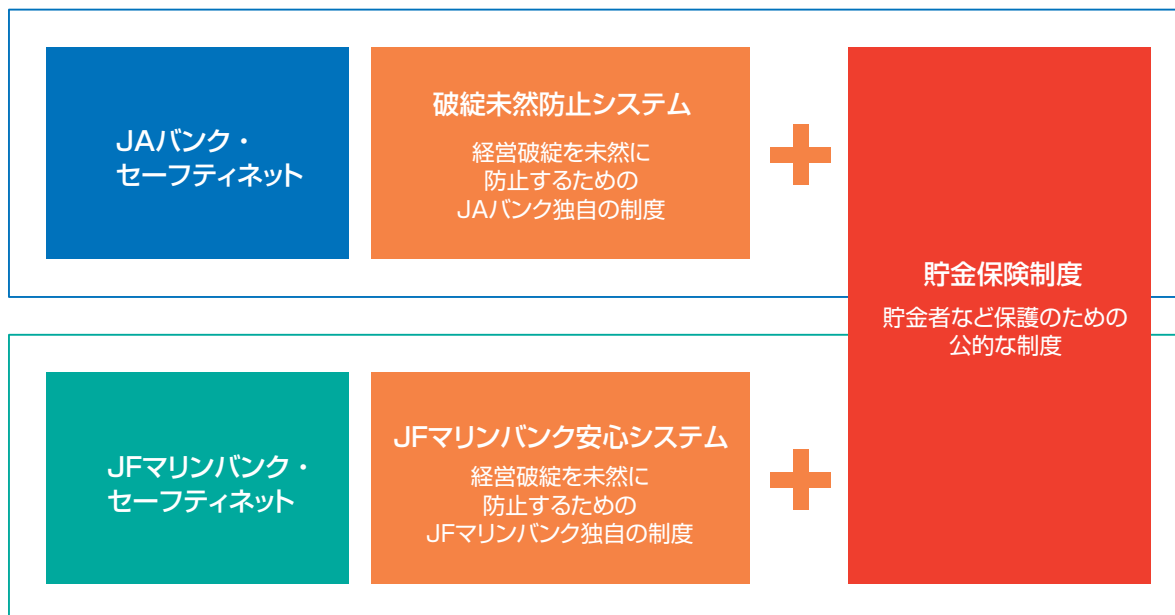 JAバンク・
セーフティネット
破綻未然防止システム
経営破綻を未然に
防止するための
JAバンク独自の制度
JFマリンバンク・
セーフティネット
JFマリンバンク安心システム
経営破綻を未然に
防止するための
JFマリンバンク独自の制度
貯金保険制度
貯金者など保護のための
公的な制度